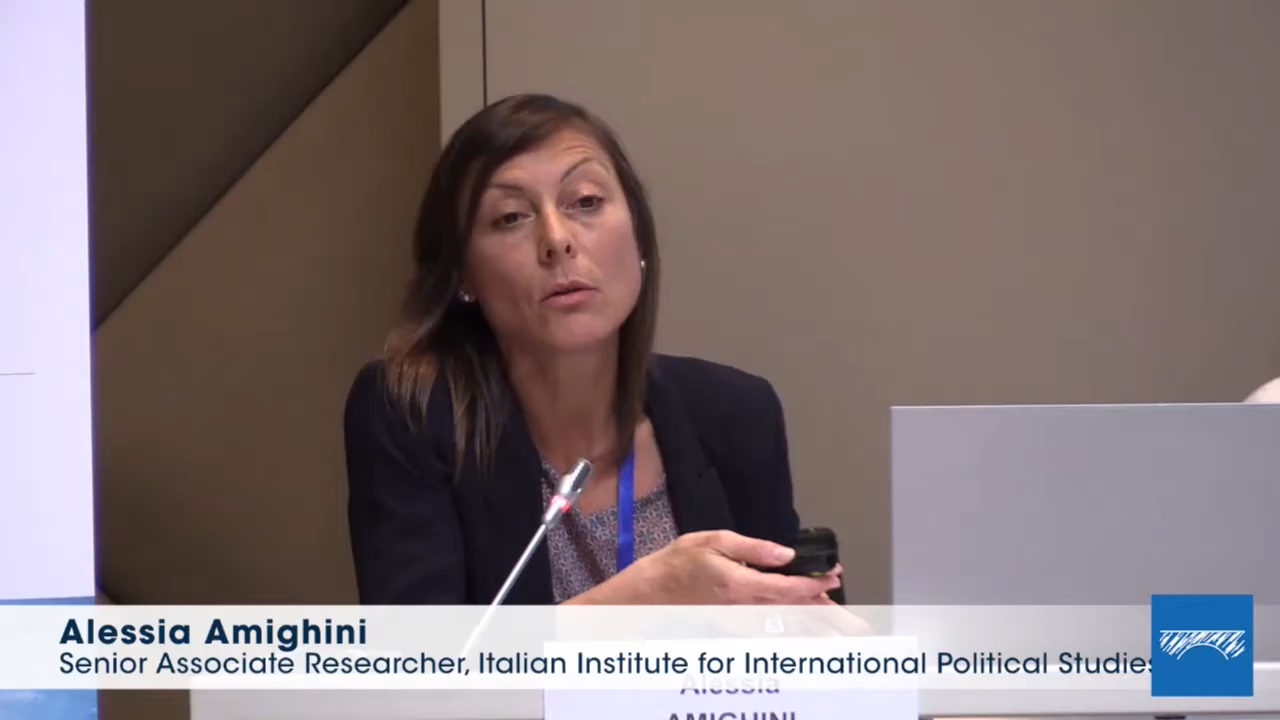 Alessia Amighini
Senior Associate Researcher, Italian Institute for International Political Studies
Alessia
AMIGHINI